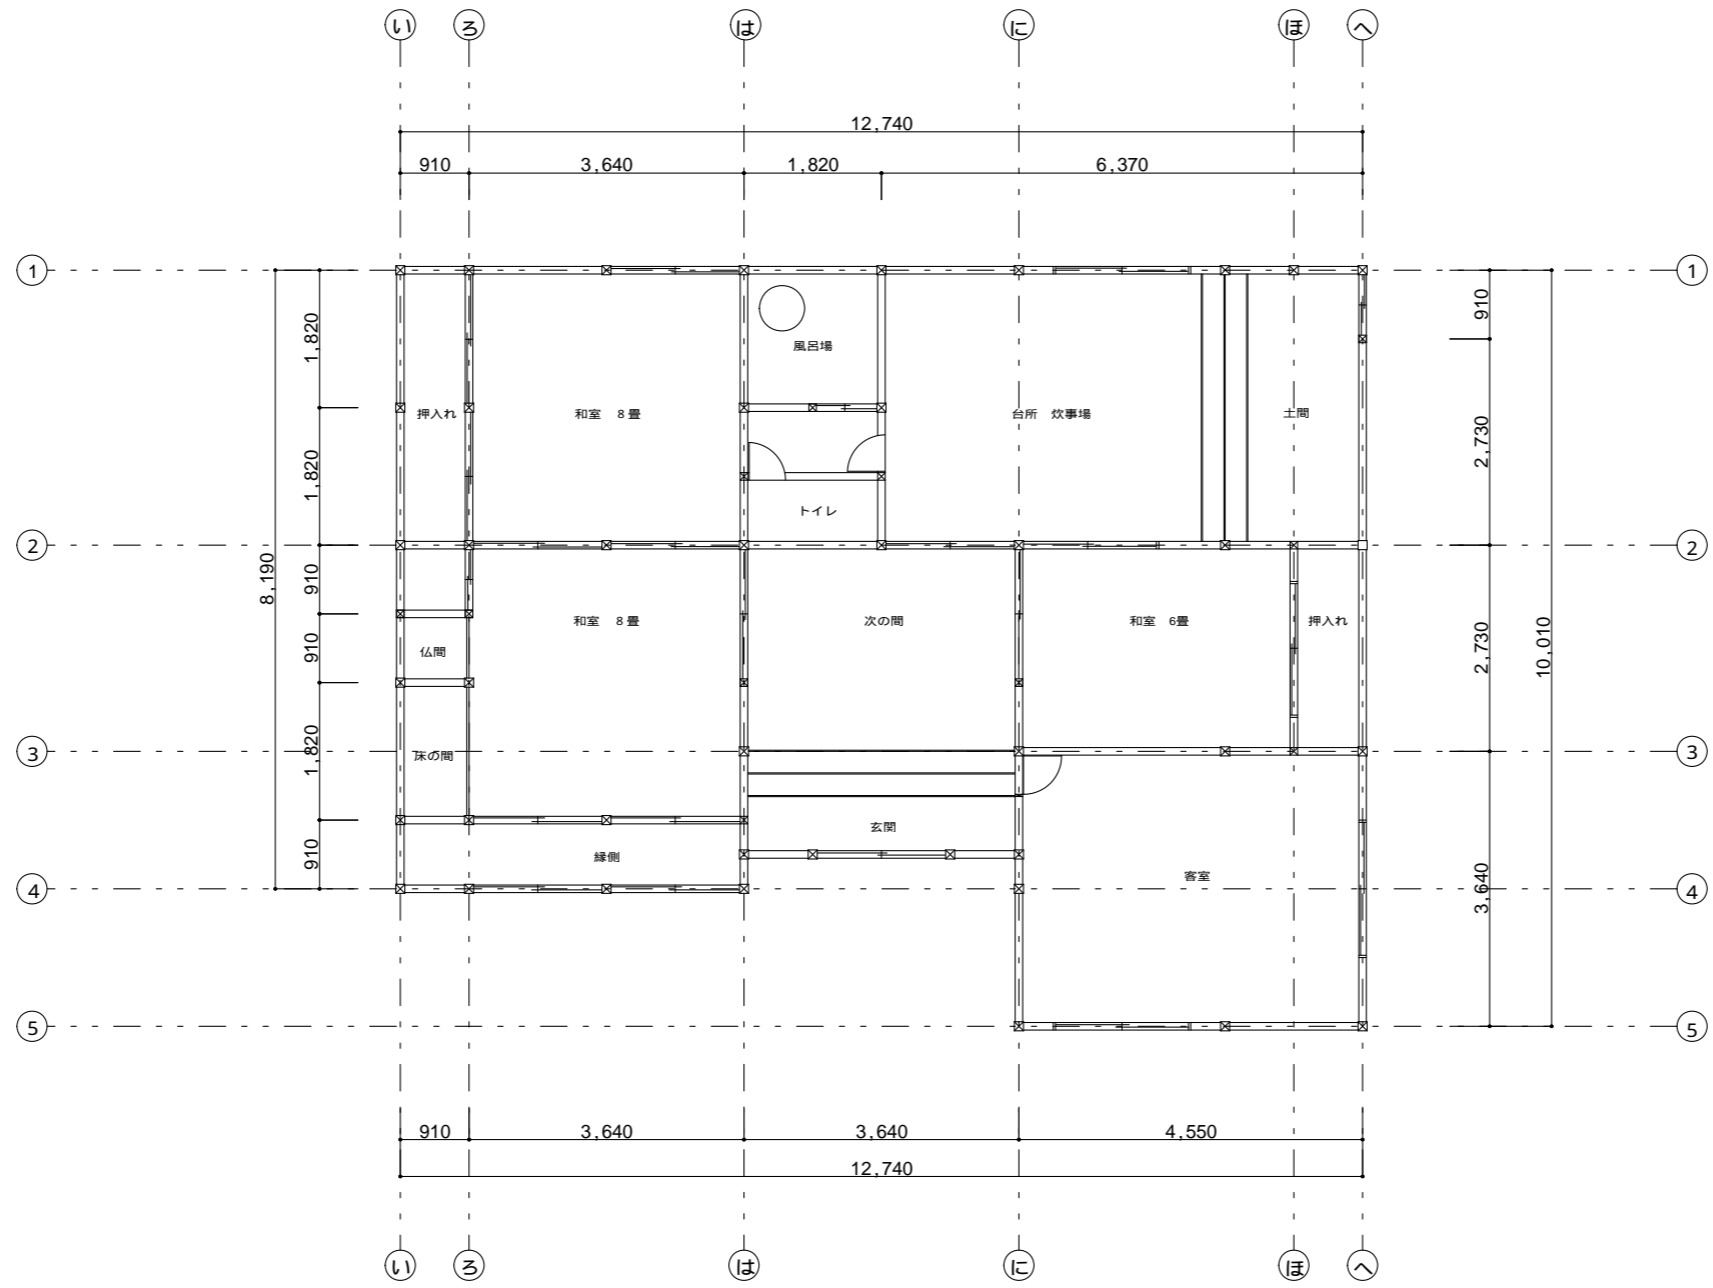 い ろ は に ほ へ
12,740
910 3,640 1,820 6,370
1 1
910
1,820
風呂場
押入れ 和室 8畳 台所 炊事場 土間
2,730
1,820
トイレ
2 2
8,190
910
和室 8畳 次の間 和室 6畳 押入れ
910
仏間
2,730
10,010
3 3
1,820
床の間
玄関
910
縁側
客室
3,640
4 4
5 5
910 3,640 3,640 4,550
12,740
い ろ は に ほ へ